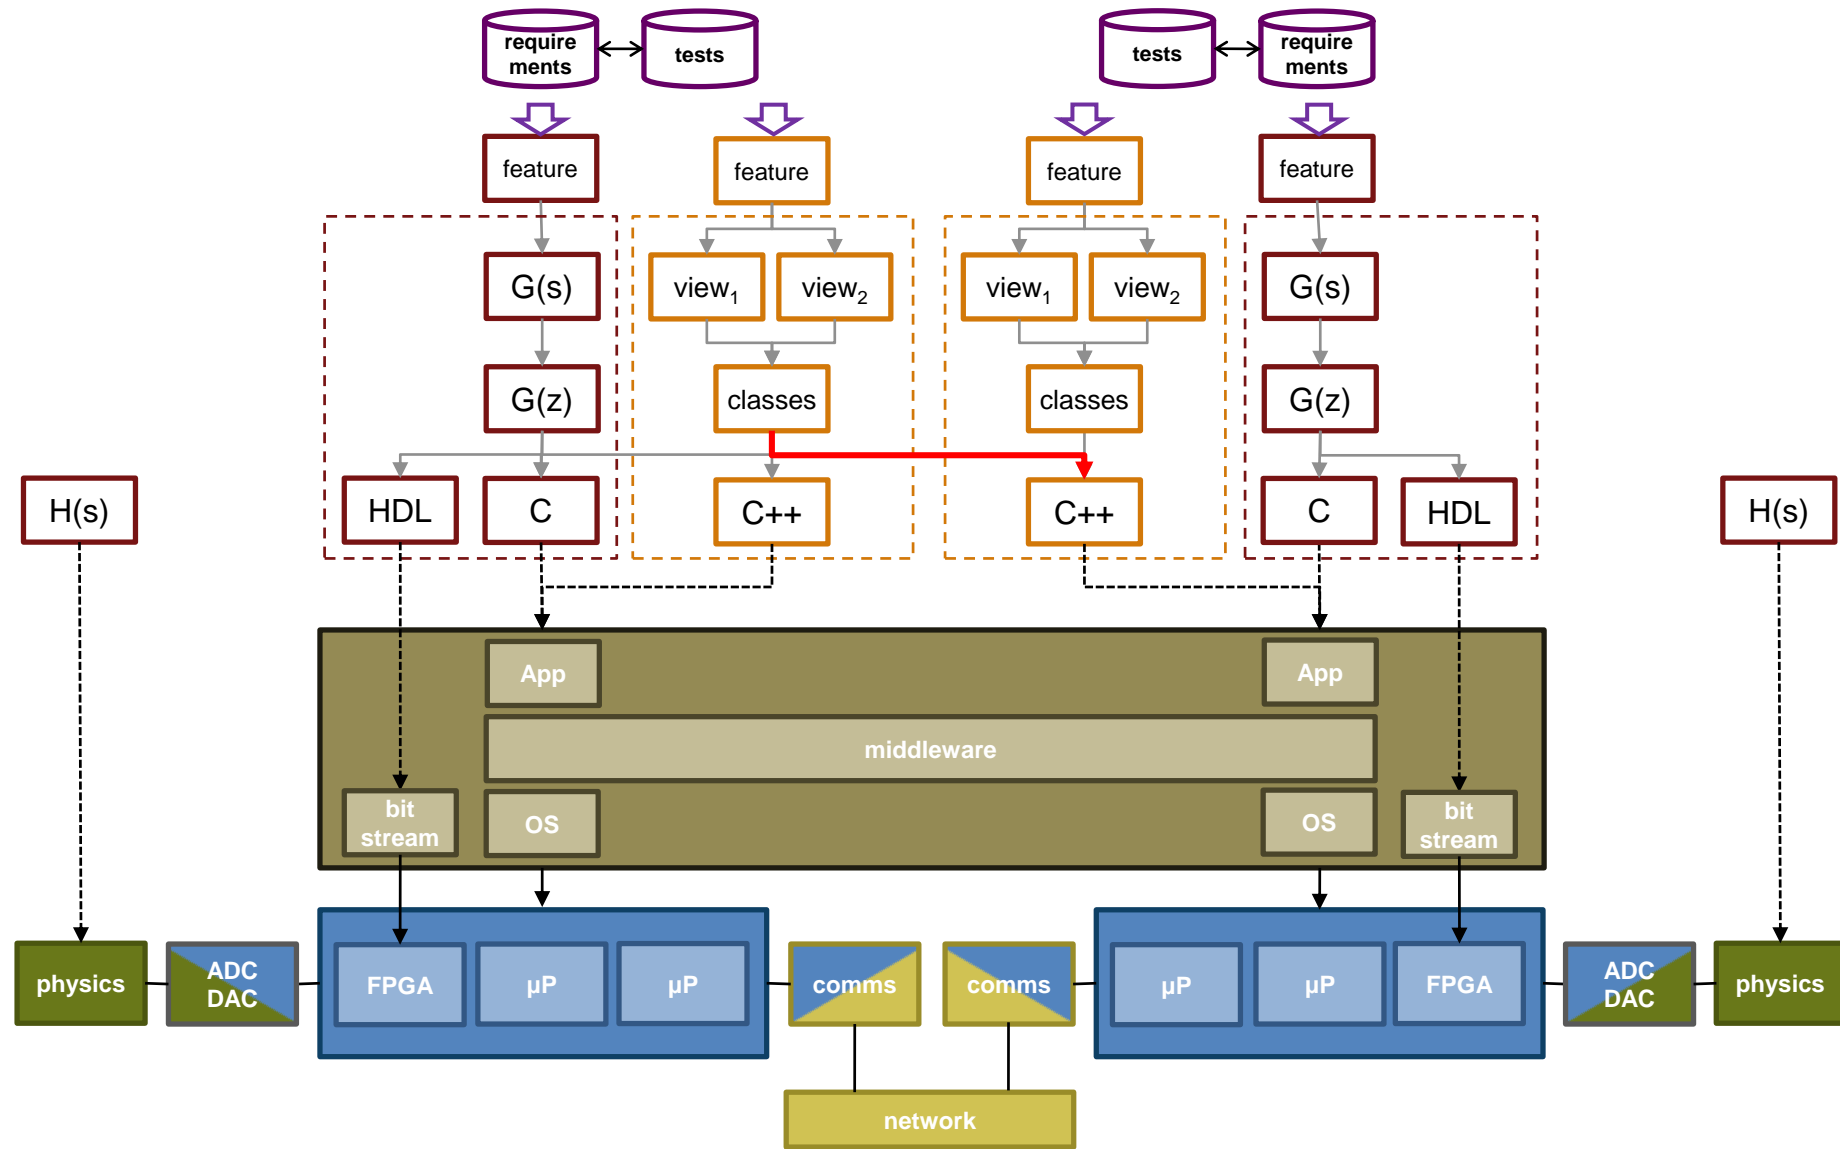 require
ments
tests
tests
require
ments
feature
feature
feature
feature
G(s)
view₁
view₂
view₁
view₂
G(s)
G(z)
classes
classes
G(z)
H(s)
HDL
C
C++
C++
C
HDL
H(s)
App
App
middleware
bit
stream
OS
OS
bit
stream
physics
ADC
DAC
FPGA
µP
µP
comms
comms
µP
µP
FPGA
ADC
DAC
physics
network